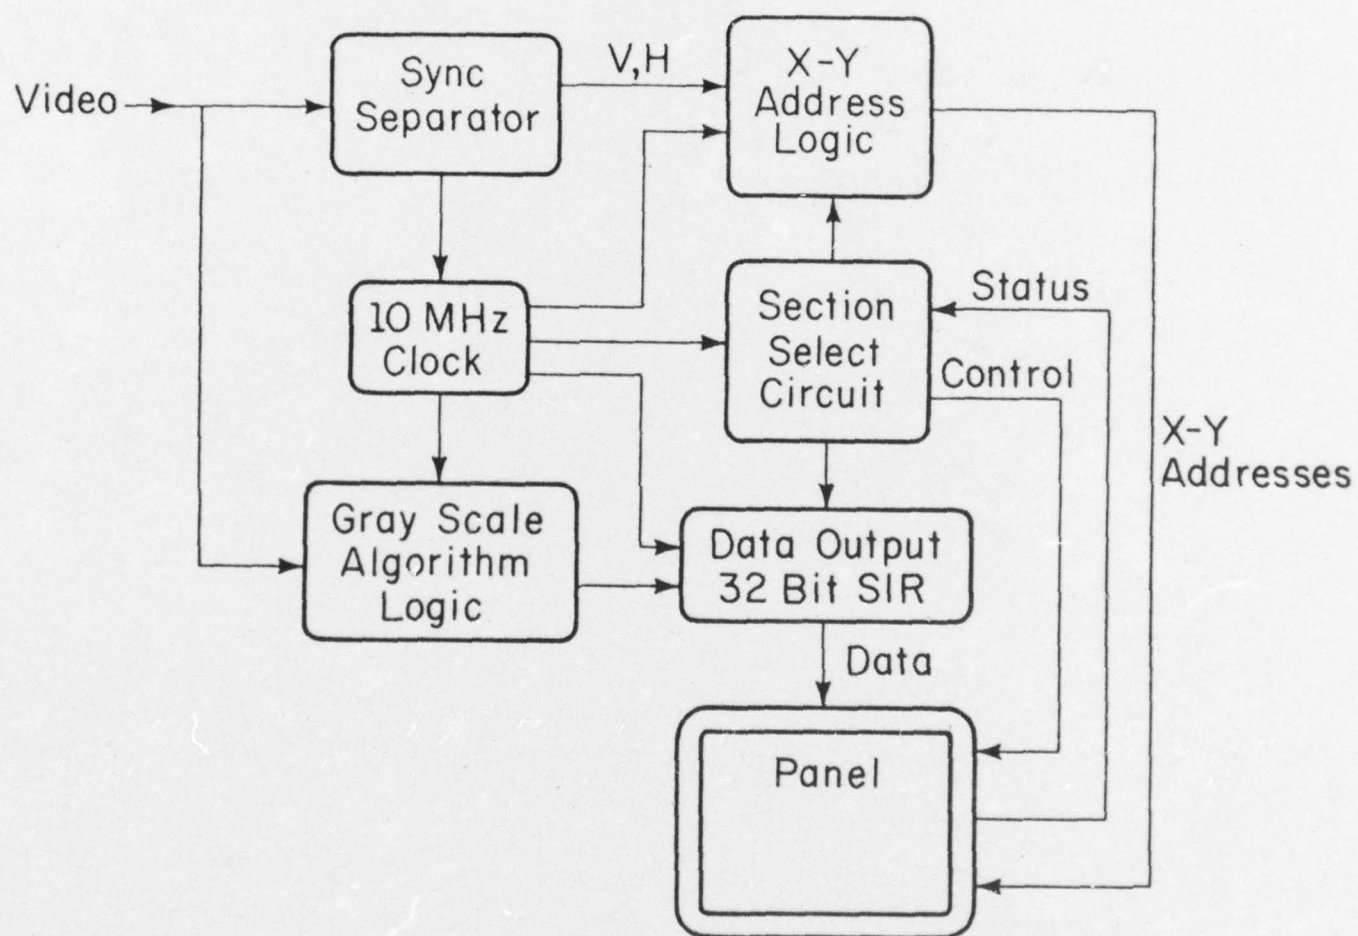 Video
Sync
Separator
V,H
X-Y
Address
Logic
10 MHz
Clock
Section
Select
Circuit
Status
Control
X-Y
Addresses
Gray Scale
Algorithm
Logic
Data Output
32 Bit SIR
Data
Panel